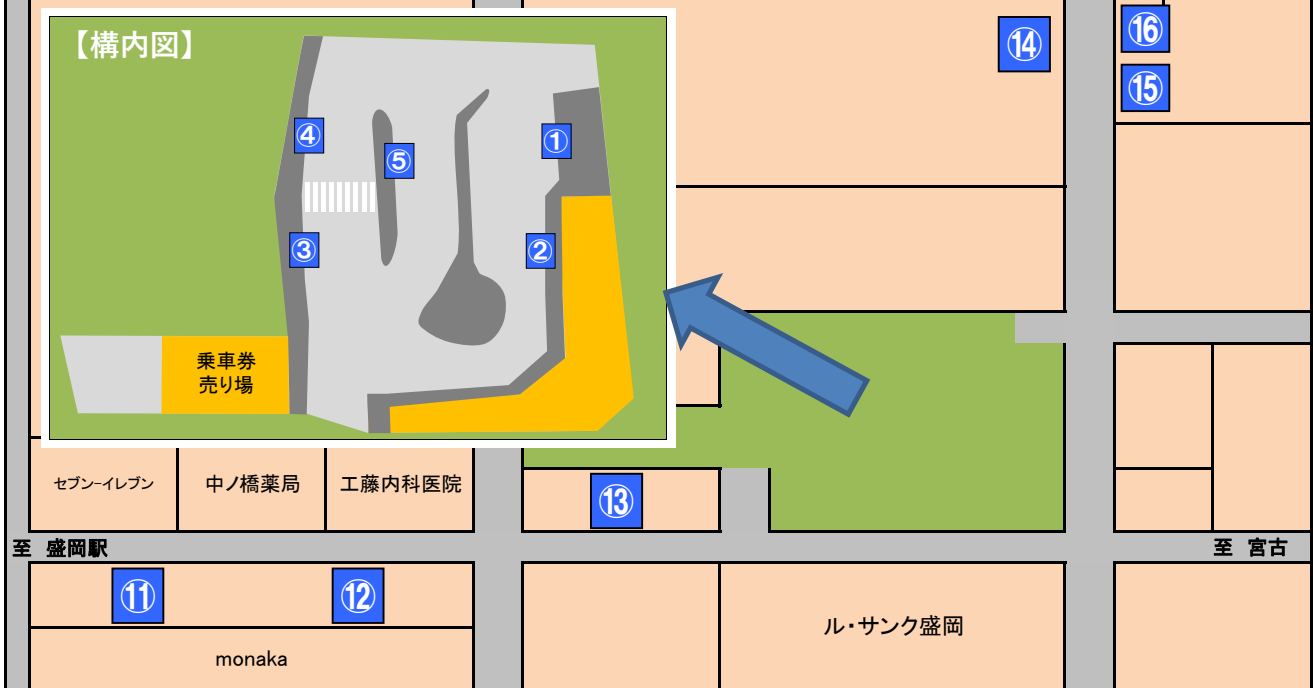 【構内図】
⑭
⑯
⑮
④
⑤
①
③
②
乗車券
売り場
セブン-イレブン
中ノ橋薬局
工藤内科医院
⑬
至 盛岡駅
至 宮古
⑪
⑫
ル・サンク盛岡
monaka